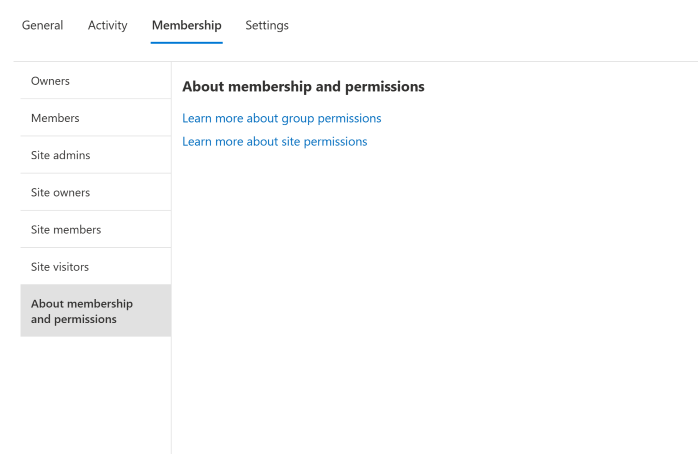 General Activity Membership Settings
Owners
Members
Site admins
Site owners
Site members
Site visitors
About membership
and permissions
About membership and permissions
Learn more about group permissions
Learn more about site permissions